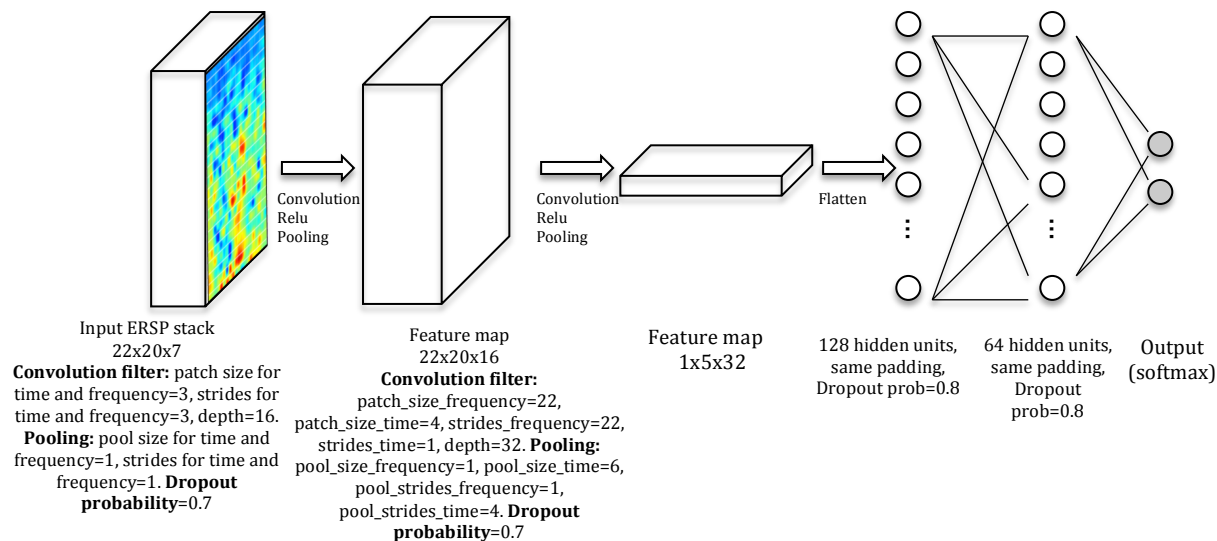 Convolution
Relu
Pooling
Convolution
Relu
Pooling
Flatten
⋮
⋮
Input ERSP stack
22x20x7
Convolution filter: patch size for
time and frequency=3, strides for
time and frequency=3, depth=16.
Pooling: pool size for time and
frequency=1, strides for time and
frequency=1. Dropout
probability=0.7
Feature map
22x20x16
Convolution filter:
patch_size_frequency=22,
patch_size_time=4, strides_frequency=22,
strides_time=1, depth=32. Pooling:
pool_size_frequency=1, pool_size_time=6,
pool_strides_frequency=1,
pool_strides_time=4. Dropout
probability=0.7
Feature map
1x5x32
128 hidden units,
same padding,
Dropout prob=0.8
64 hidden units,
same padding,
Dropout
prob=0.8
Output
(softmax)